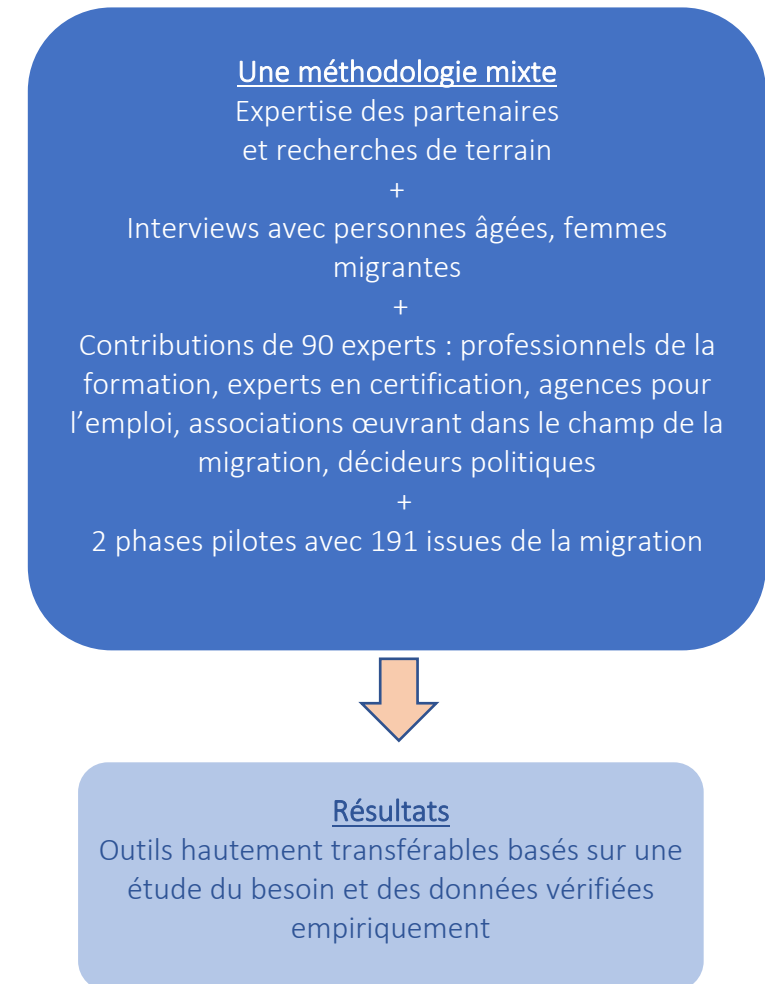 Une méthodologie mixte
Expertise des partenaires
et recherches de terrain
+
Interviews avec personnes âgées, femmes
migrantes
+
Contributions de 90 experts : professionnels de la
formation, experts en certification, agences pour
l’emploi, associations œuvrant dans le champ de la
migration, décideurs politiques
+
2 phases pilotes avec 191 issues de la migration
Résultats
Outils hautement transférables basés sur une
étude du besoin et des données vérifiées
empiriquement